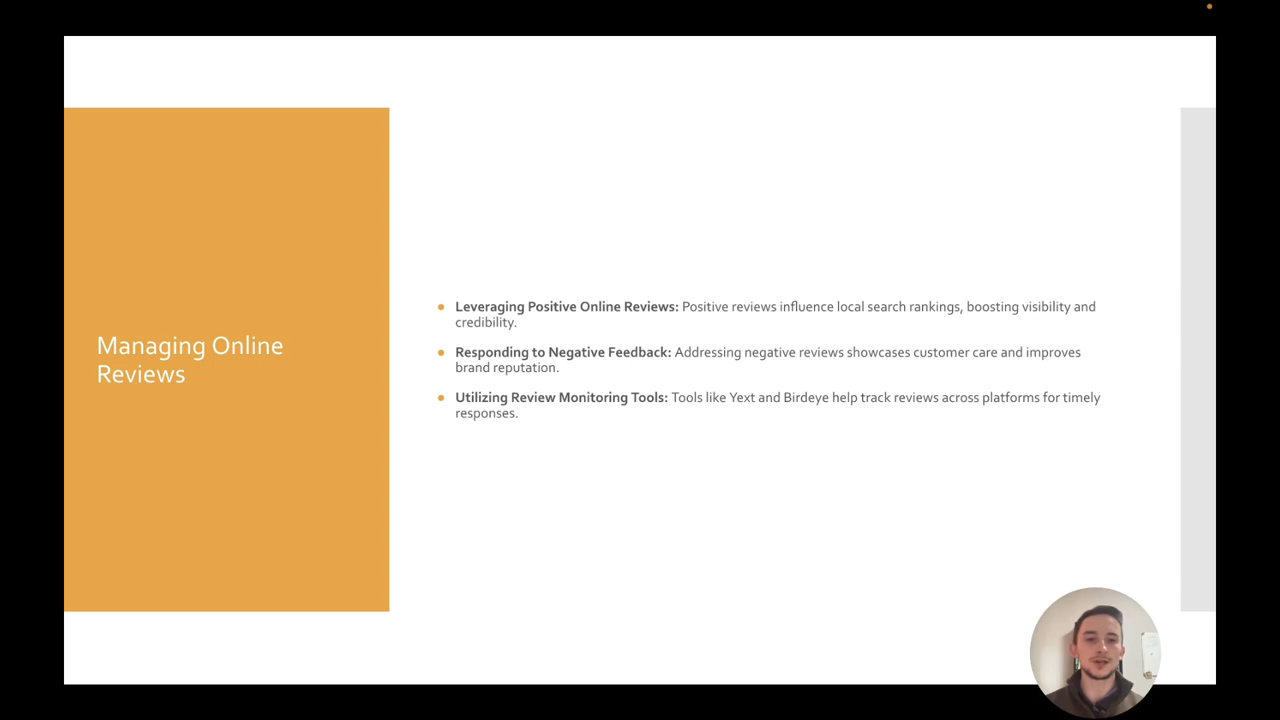 Managing Online
Reviews
Leveraging Positive Online Reviews: Positive reviews influence local search rankings, boosting visibility and
credibility.
Responding to Negative Feedback: Addressing negative reviews showcases customer care and improves
brand reputation.
Utilizing Review Monitoring Tools: Tools like Yext and Birdeye help track reviews across platforms for timely
responses.